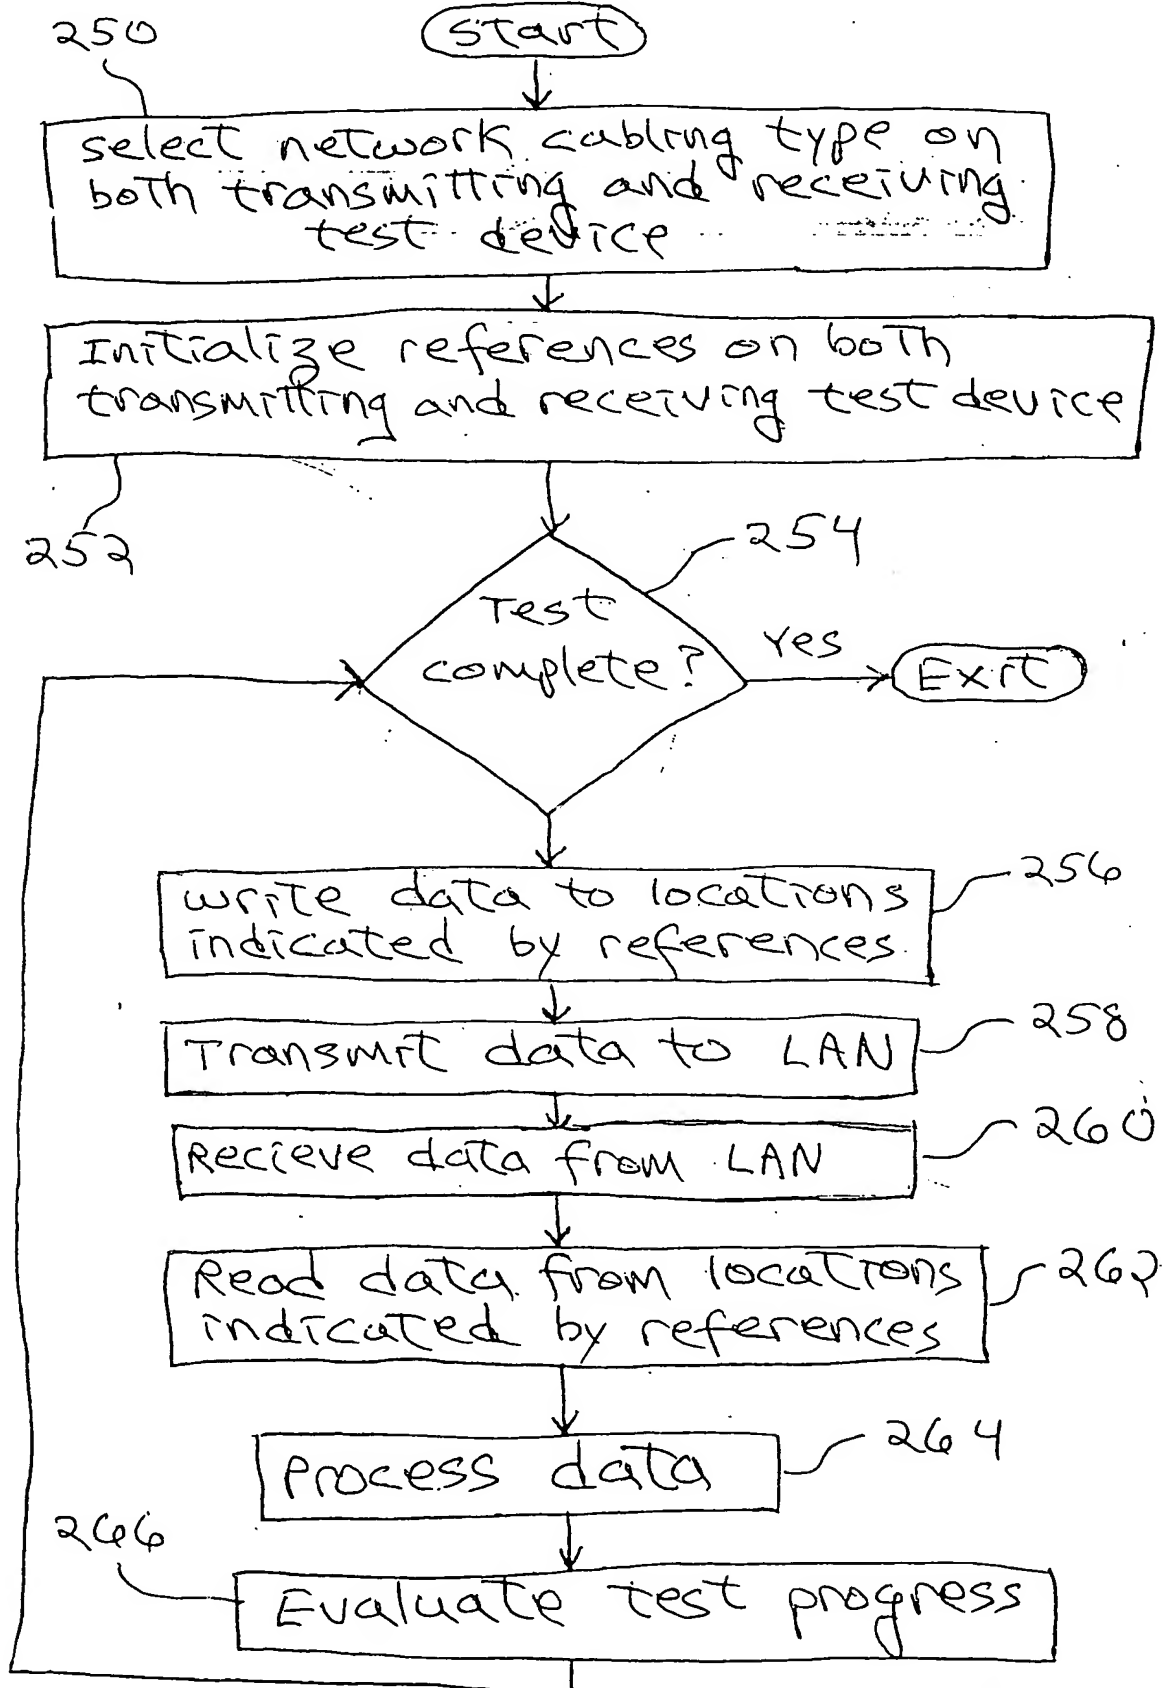 250
Start
select network cabling type on
both transmitting and receiving
test device
Initialize references on both
transmitting and receiving test device
252
254
Test
complete?
Yes
Exit
256
write data to locations
indicated by references
258
Transmit data to LAN
260
Recieve data from LAN
262
Read data from locations
indicated by references
264
Process data
266
Evaluate test progress